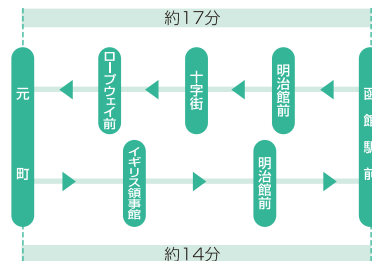 約17分
元町
ロープウェイ前
十字街
明治館前
函館駅前
イギリス領事館
明治館前
約14分